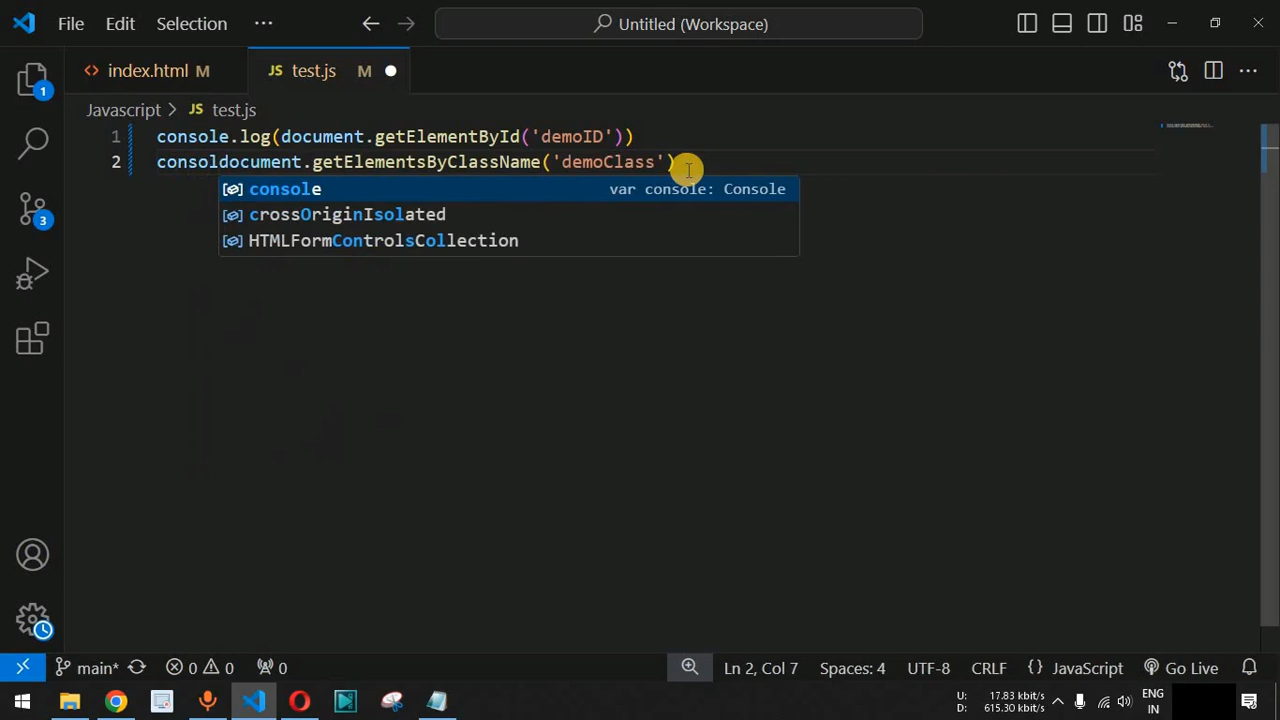 File Edit Selection ··· Untitled (Workspace)
index.html M JS test.js M
Javascript > JS test.js
1 console.log(document.getElementById('demoID'))
2 consoldocument.getElementsByClassName('demoClass')
console var console: Console
crossOriginIsolated
HTMLFormControlsCollection
1
3
main* 0 0 0 Ln 2, Col 7 Spaces: 4 UTF-8 CRLF {} JavaScript Go Live
U: 17.83 kbit/s
D: 615.30 kbit/s
ENG
IN